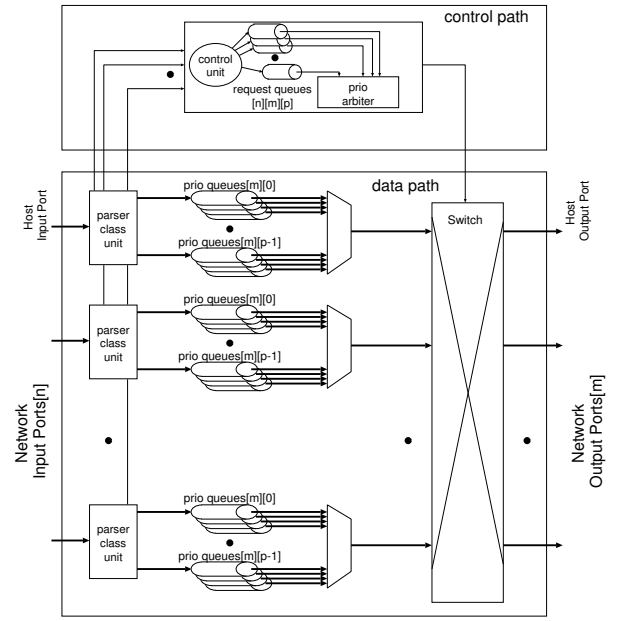 control path
control
unit
request queues
[n][m][p]
prio
arbiter
data path
Host
Input Port
parser
class
unit
prio queues[m][0]
prio queues[m][p-1]
Switch
Host
Output Port
parser
class
unit
prio queues[m][0]
prio queues[m][p-1]
Network
Input Ports[n]
Network
Output Ports[m]
parser
class
unit
prio queues[m][0]
prio queues[m][p-1]